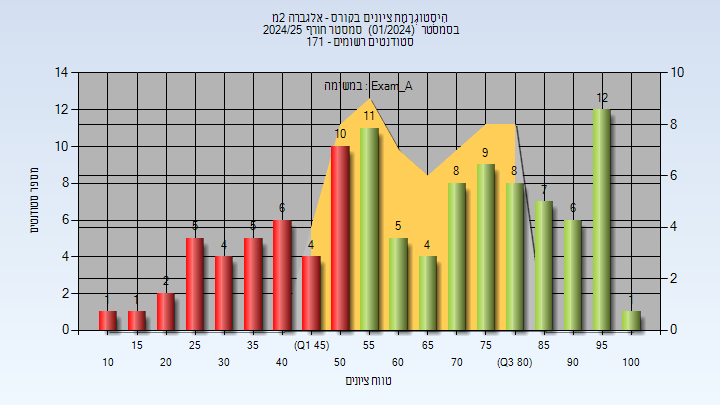 הִיסְטוֹגְרַמַּת ציונים בקורס - אלגברה 2מ
בסמסטר (01/2024) סמסטר חורף 2024/25
סטודנטים רשומים - 171
במשימה : Exam_A
14 10
12 8
10 6
8 4
6 2
4 0
2
0
מספר סטודנטים
1 1 2 5 4 5 6 4 10 11 5 4 8 9 8 7 6 12 1
15 25 35 (Q1 45) 55 65 75 85 95
10 20 30 40 50 60 70 (Q3 80) 90 100
טווח ציונים